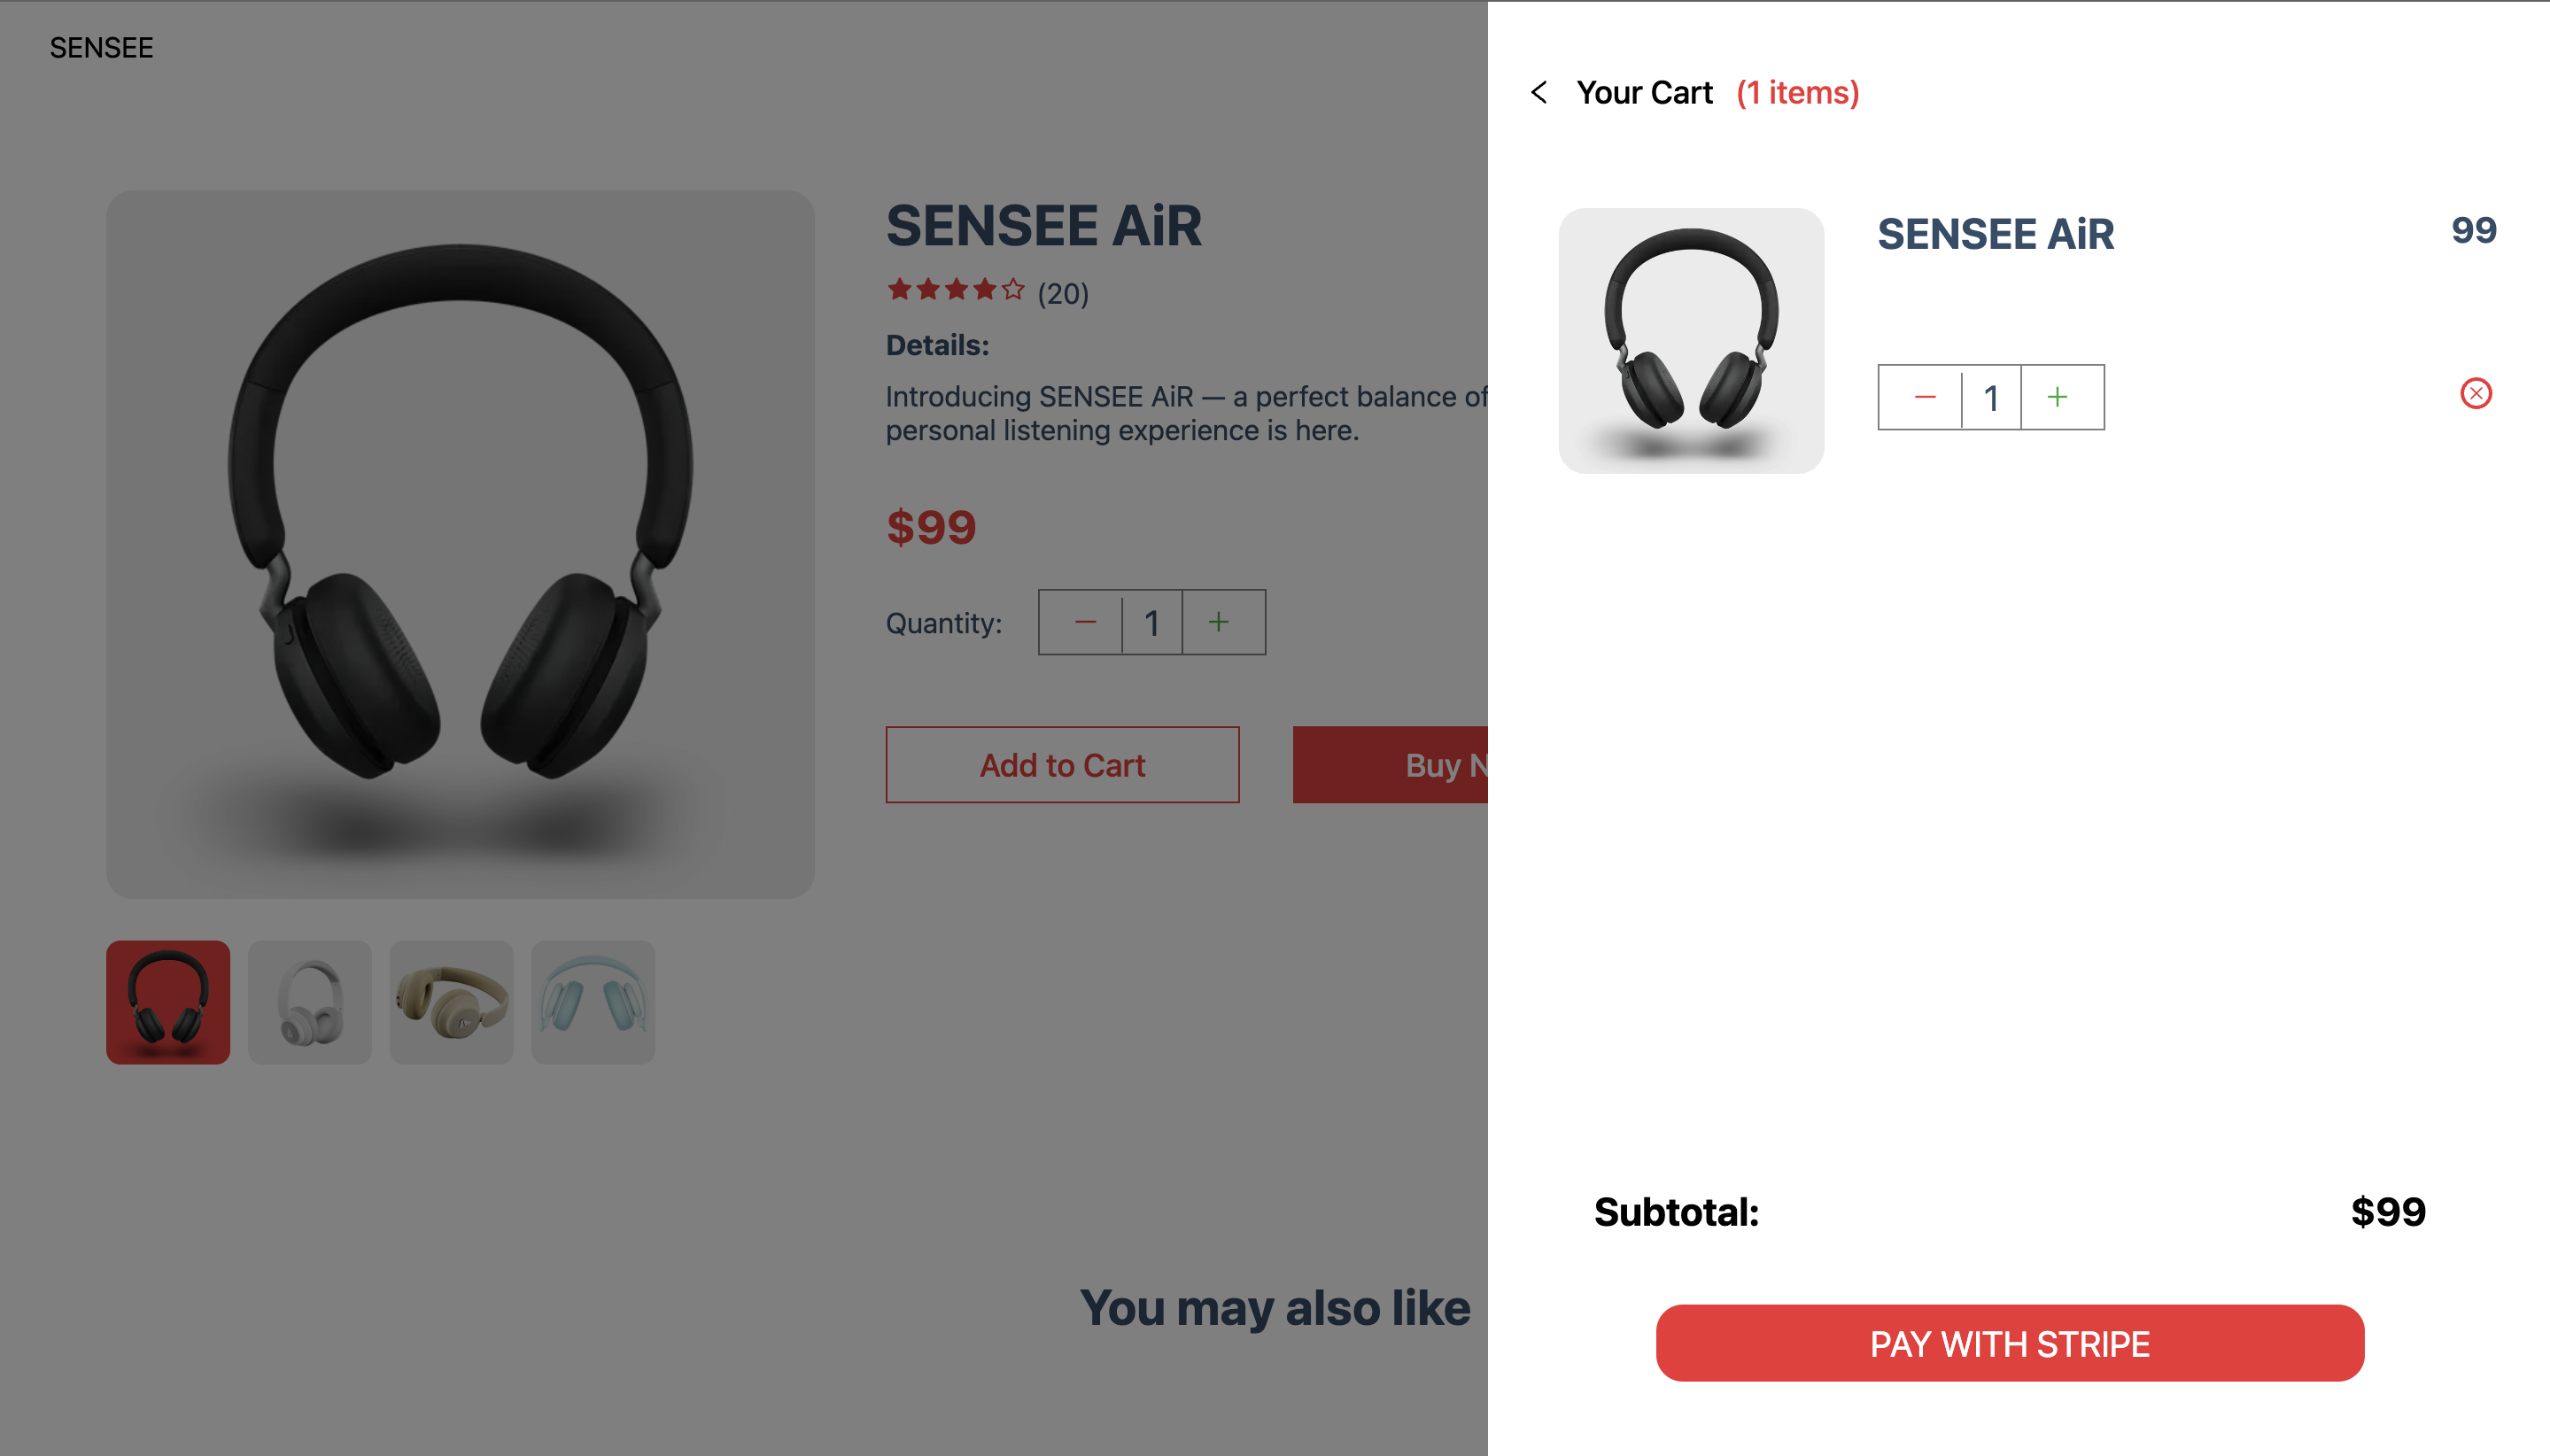 SENSEE
SENSEE AiR
(20)
Details:
Introducing SENSEE AiR — a perfect balance of
personal listening experience is here.
$99
Quantity:
− 1 +
Add to Cart
Buy N
You may also like
< Your Cart (1 items)
SENSEE AiR
99
− 1 +
Subtotal:
$99
PAY WITH STRIPE